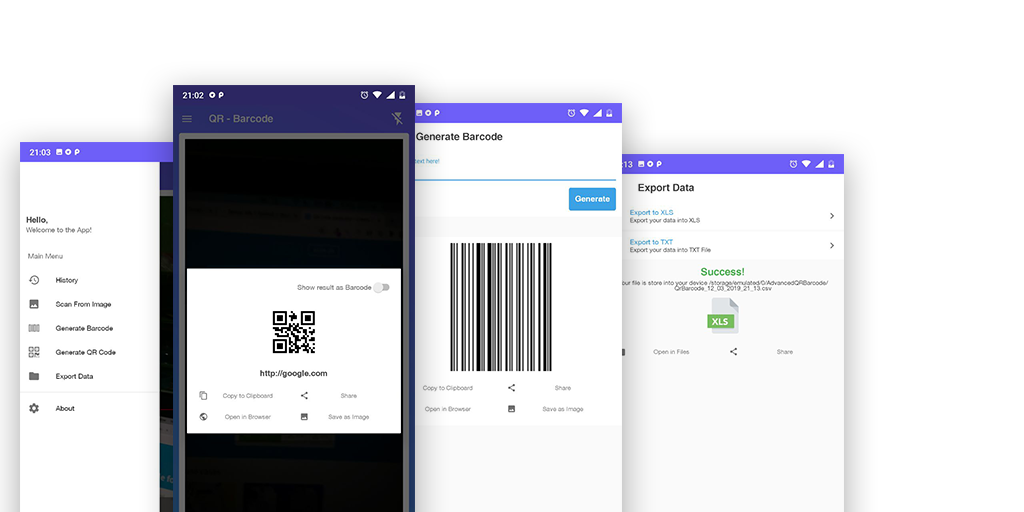 21:03
Hello,
Welcome to the App!
Main Menu
History
Scan From Image
Generate Barcode
Generate QR Code
Export Data
About
21:02
QR - Barcode
Show result as Barcode
http://google.com
Copy to Clipboard
Share
Open in Browser
Save as Image
Generate Barcode
text here!
Generate
Copy to Clipboard
Share
Open in Browser
Save as Image
:13
Export Data
Export to XLS
Export your data into XLS
Export to TXT
Export your data into TXT File
Success!
our file is store into your device /storage/emulated/0/AdvancedQRBarcode/
QrBarcode_12_03_2019_21_13.csv
XLS
Open in Files
Share